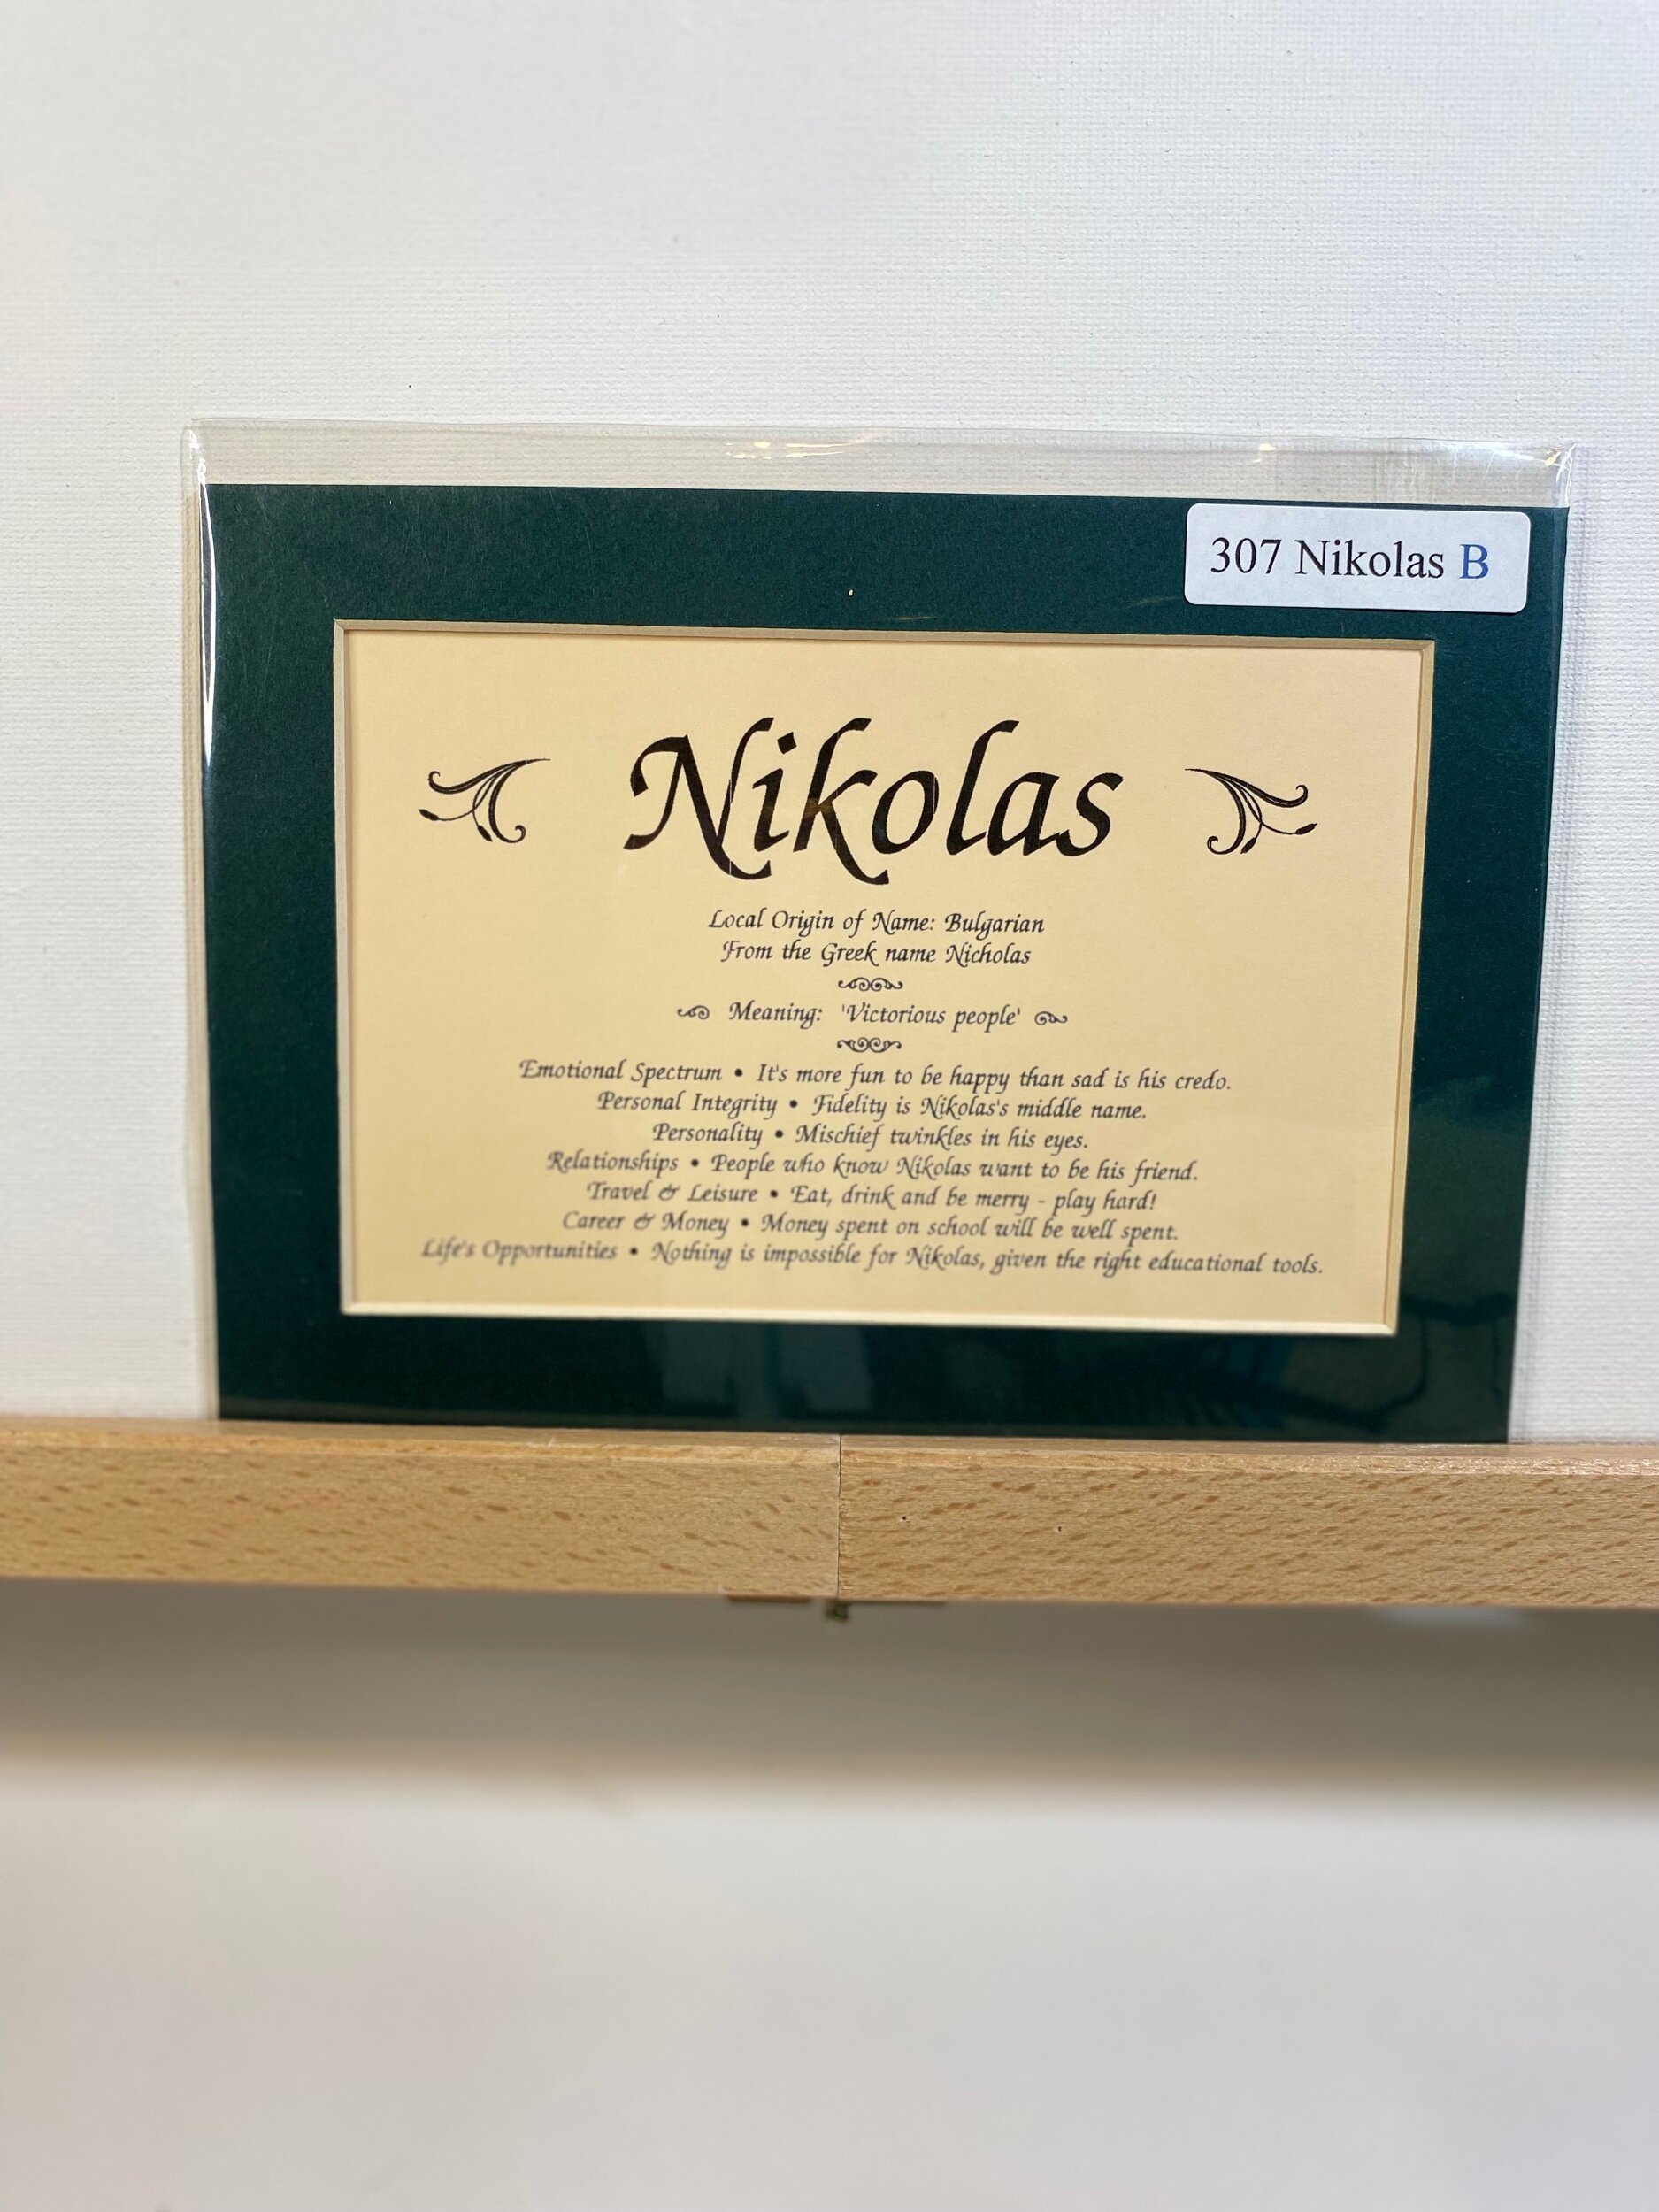 307 Nikolas B
Nikolas
Local Origin of Name: Bulgarian
From the Greek name Nicholas
Meaning: 'Victorious people'
Emotional Spectrum • It's more fun to be happy than sad is his credo.
Personal Integrity • Fidelity is Nikolas's middle name.
Personality • Mischief twinkles in his eyes.
Relationships • People who know Nikolas want to be his friend.
Travel & Leisure • Eat, drink and be merry - play hard!
Career & Money • Money spent on school will be well spent.
Life's Opportunities • Nothing is impossible for Nikolas, given the right educational tools.